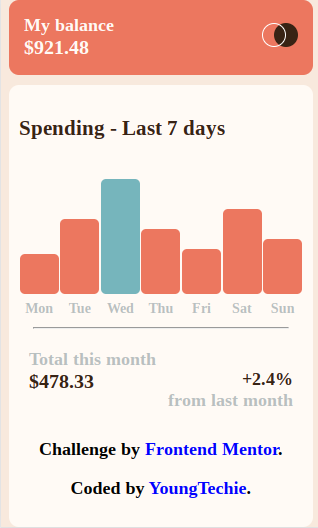 My balance
$921.48
Spending - Last 7 days
Mon Tue Wed Thu Fri Sat Sun
Total this month
$478.33
+2.4%
from last month
Challenge by Frontend Mentor.
Coded by YoungTechie.